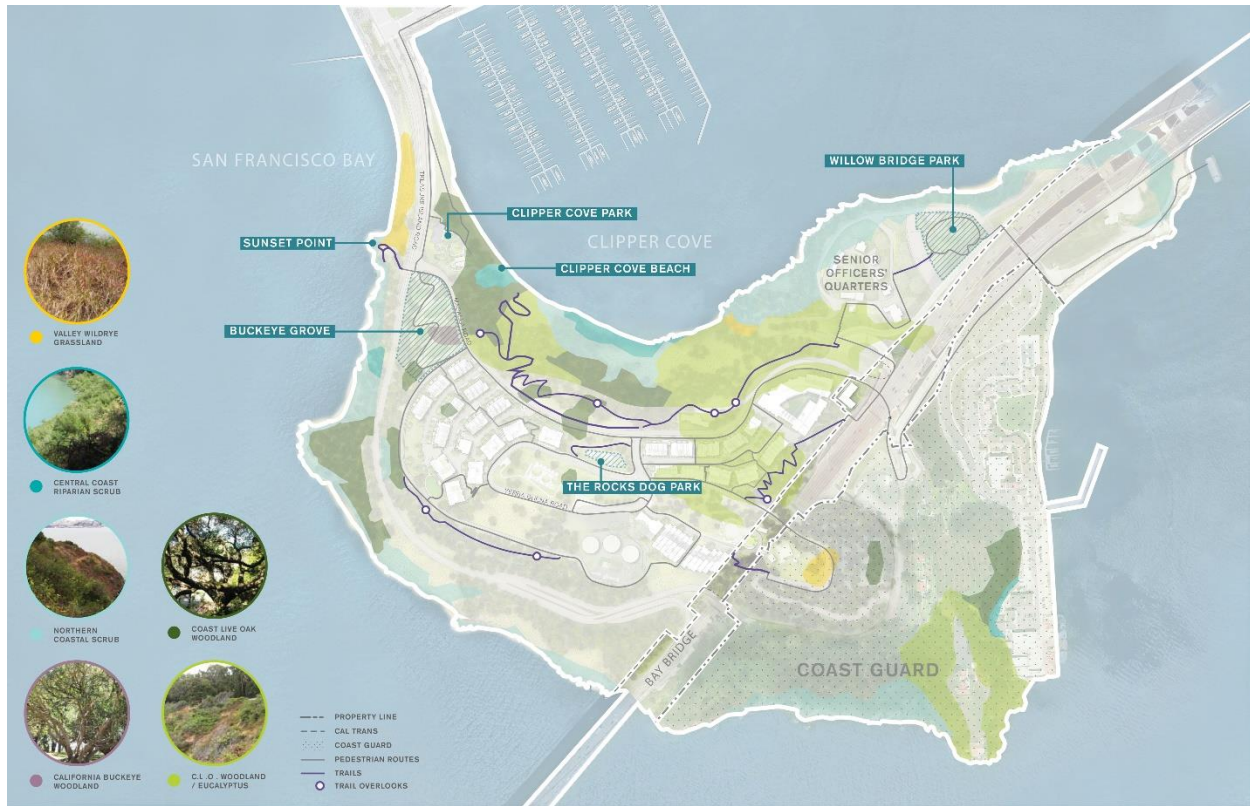 SAN FRANCISCO BAY
TREASURE ISLAND ROAD
WILLOW BRIDGE PARK
CLIPPER COVE PARK
SUNSET POINT
CLIPPER COVE
CLIPPER COVE BEACH
SENIOR
OFFICERS'
QUARTERS
BUCKEYE GROVE
VALLEY WILDRYE
GRASSLAND
THE ROCKS DOG PARK
CENTRAL COAST
RIPARIAN SCRUB
NORTHERN
COASTAL SCRUB
COAST LIVE OAK
WOODLAND
BAY BRIDGE
COAST GUARD
CALIFORNIA BUCKEYE
WOODLAND
C.L.O. WOODLAND
/ EUCALYPTUS
PROPERTY LINE
CAL TRANS
COAST GUARD
PEDESTRIAN ROUTES
TRAILS
TRAIL OVERLOOKS